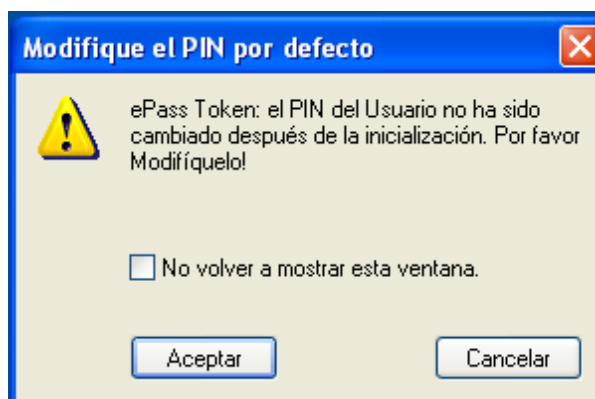 Modifique el PIN por defecto
ePass Token: el PIN del Usuario no ha sido
cambiado después de la inicialización. Por favor
Modifíquelo!
No volver a mostrar esta ventana.
Aceptar
Cancelar